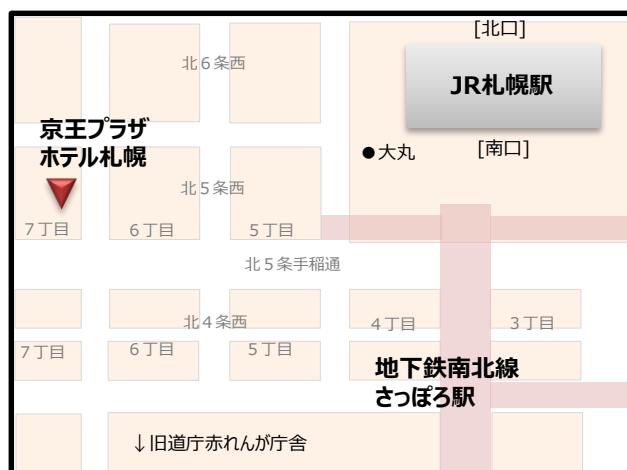 [北口]
北６条西
JR札幌駅
京王プラザ
ホテル札幌
●大丸
[南口]
北５条西
7丁目
６丁目
５丁目
北５条手稲通
北４条西
４丁目
３丁目
7丁目
６丁目
５丁目
地下鉄南北線
さっぽろ駅
↓旧道庁赤れんが庁舎